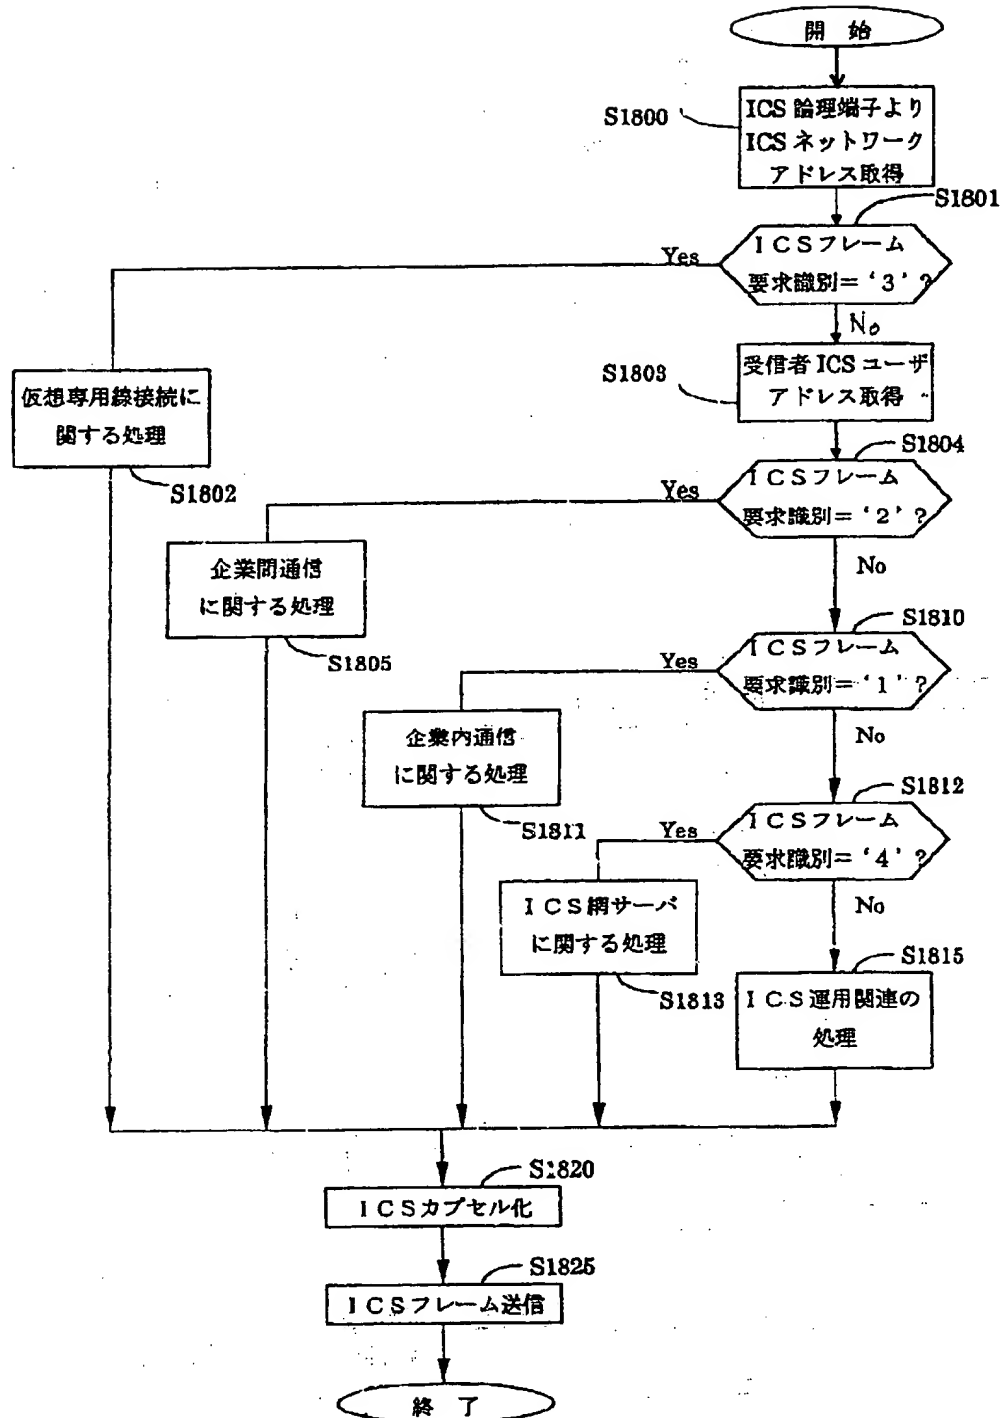 開 始
S1800
ICS 論理端子より
ICS ネットワーク
アドレス取得
S1801
ICSフレーム
要求識別=‘3’?
Yes
No
S1803
受信者 ICS ユーザ
アドレス取得
仮想専用線接続に
関する処理
S1802
S1804
ICSフレーム
要求識別=‘2’?
Yes
No
企業間通信
に関する処理
S1805
S1810
ICSフレーム
要求識別=‘1’?
Yes
No
企業内通信
に関する処理
S1811
S1812
ICSフレーム
要求識別=‘4’?
Yes
No
ICS網サーバ
に関する処理
S1813
S1815
ICS運用関連の
処理
S1820
ICSカプセル化
S1825
ICSフレーム送信
終 了